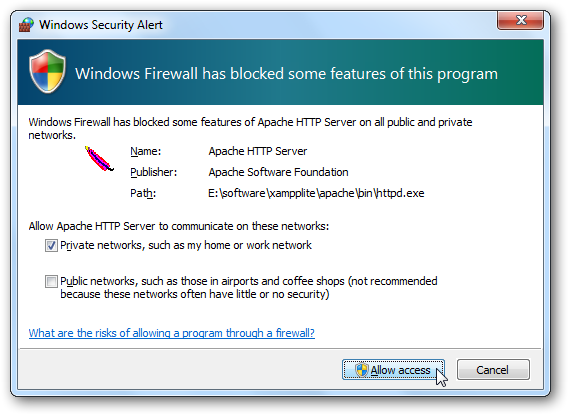 Windows Security Alert
Windows Firewall has blocked some features of this program
Windows Firewall has blocked some features of Apache HTTP Server on all public and private
networks.
Name: Apache HTTP Server
Publisher: Apache Software Foundation
Path: E:\software\xampplite\apache\bin\httpd.exe
Allow Apache HTTP Server to communicate on these networks:
Private networks, such as my home or work network
Public networks, such as those in airports and coffee shops (not recommended
because these networks often have little or no security)
What are the risks of allowing a program through a firewall?
Allow access Cancel